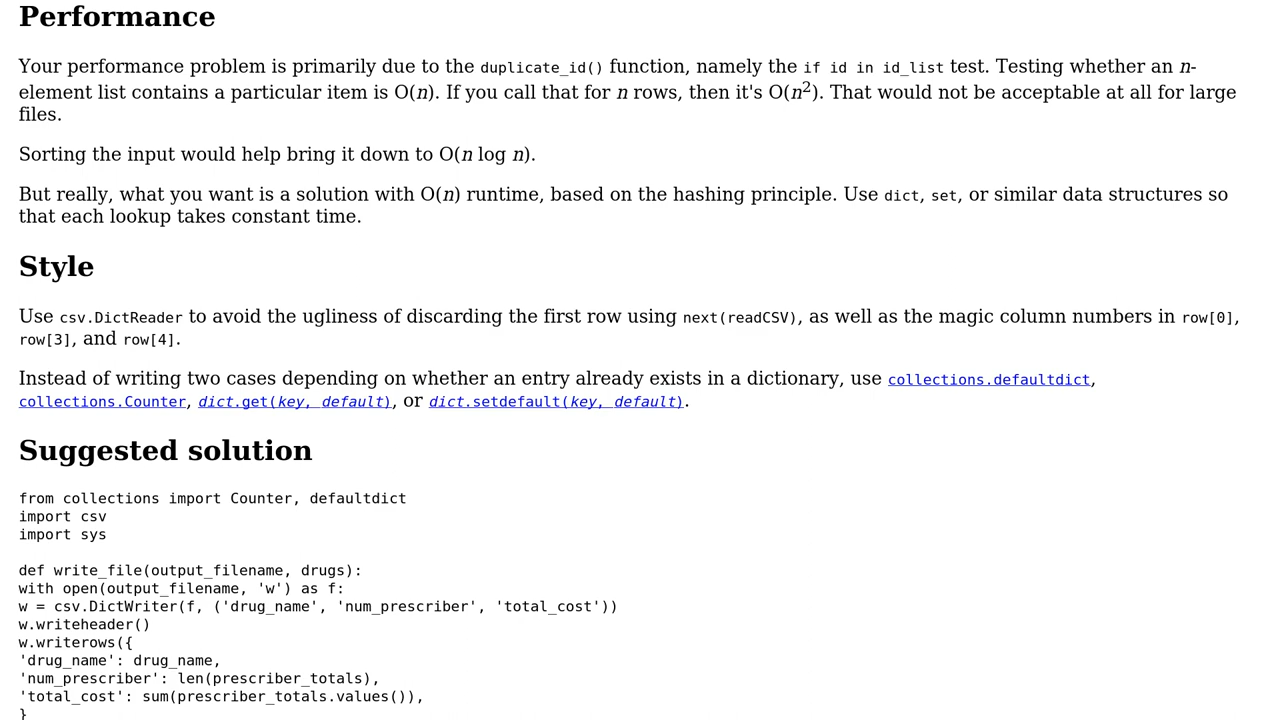 Performance
Your performance problem is primarily due to the duplicate_id() function, namely the if id in id_list test. Testing whether an n-
element list contains a particular item is O(n). If you call that for n rows, then it's O(n2). That would not be acceptable at all for large
files.
Sorting the input would help bring it down to O(n log n).
But really, what you want is a solution with O(n) runtime, based on the hashing principle. Use dict, set, or similar data structures so
that each lookup takes constant time.
Style
Use csv.DictReader to avoid the ugliness of discarding the first row using next(readCSV), as well as the magic column numbers in row[0],
row[3], and row[4].
Instead of writing two cases depending on whether an entry already exists in a dictionary, use collections.defaultdict,
collections.Counter, dict.get(key, default), or dict.setdefault(key, default).
Suggested solution
from collections import Counter, defaultdict
import csv
import sys
def write_file(output_filename, drugs):
with open(output_filename, 'w') as f:
w = csv.DictWriter(f, ('drug_name', 'num_prescriber', 'total_cost'))
w.writeheader()
w.writerows({
'drug_name': drug_name,
'num_prescriber': len(prescriber_totals),
'total_cost': sum(prescriber_totals.values()),
}